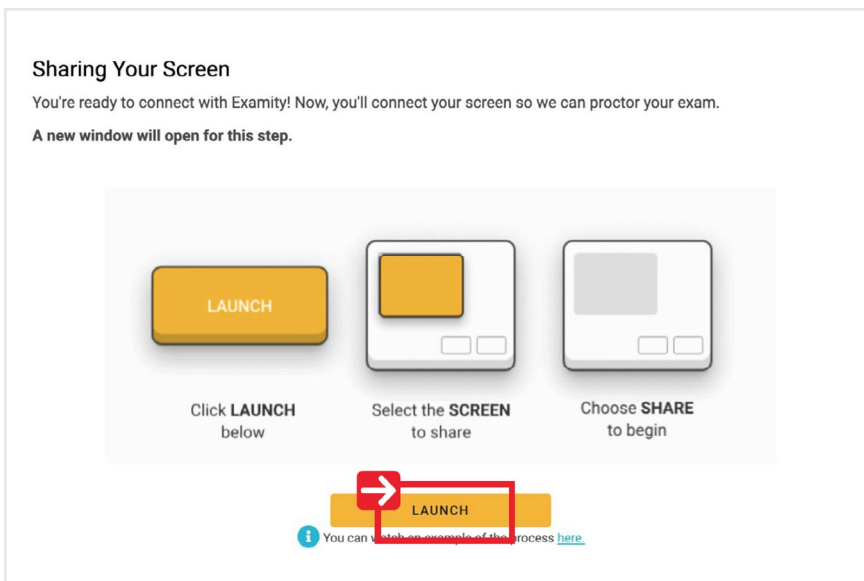 Sharing Your Screen
You're ready to connect with Examity! Now, you'll connect your screen so we can proctor your exam.
A new window will open for this step.
LAUNCH
Click LAUNCH
below
Select the SCREEN
to share
Choose SHARE
to begin
LAUNCH
You can watch an example of the process here.